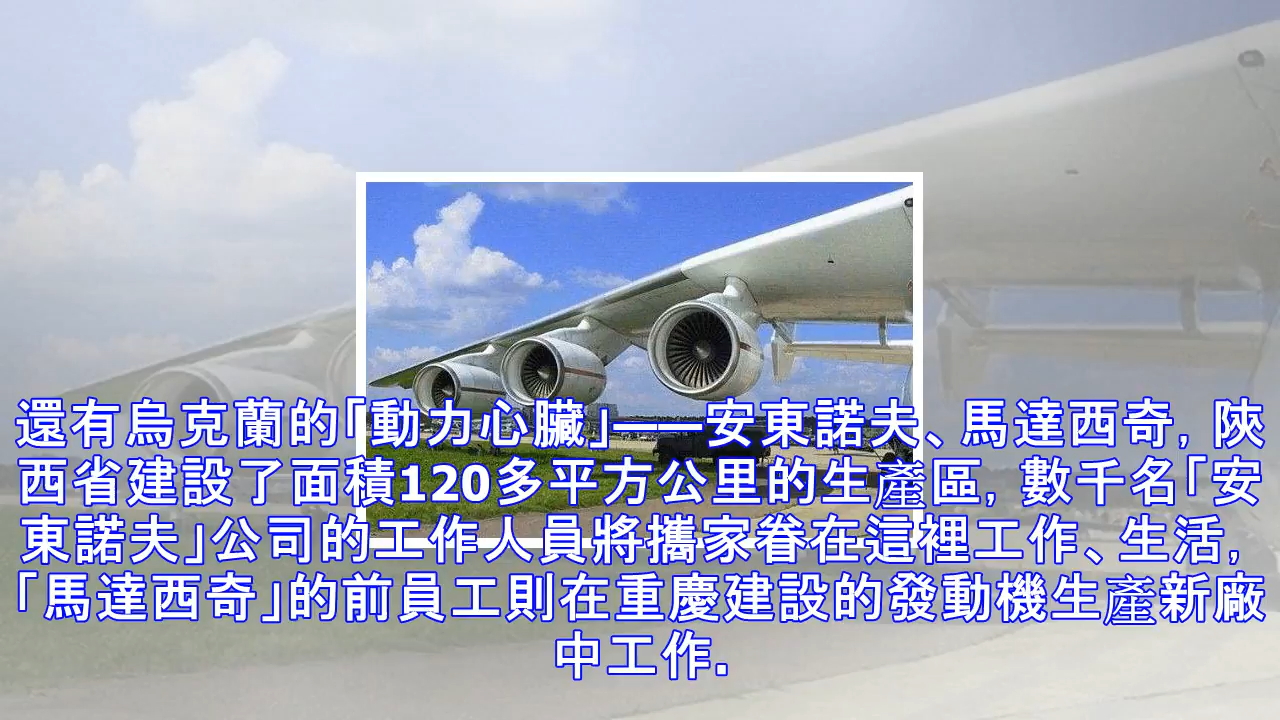 還有烏克蘭的「動力心臟」——安東諾夫、馬達西奇, 陝
西省建設了面積120多平方公里的生產區, 數千名「安
東諾夫」公司的工作人員將攜家眷在這裡工作、生活,
「馬達西奇」的前員工則在重慶建設的發動機生產新廠
中工作.